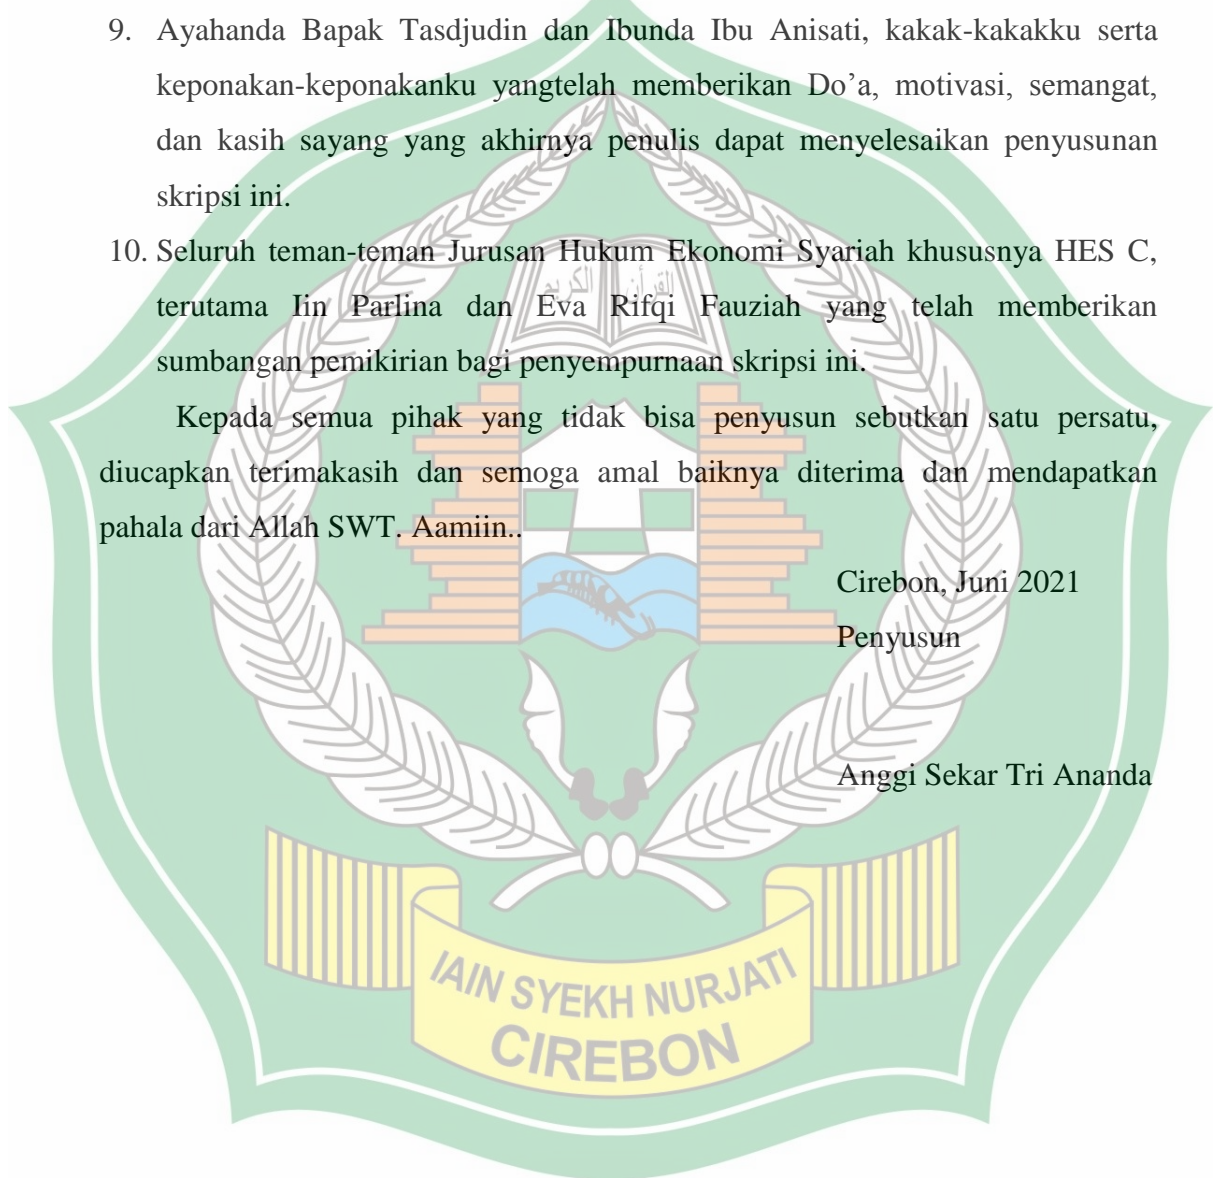 9. Ayahanda Bapak Tasdjudin dan Ibunda Ibu Anisati, kakak-kakakku serta
keponakan-keponakanku yangtelah memberikan Do’a, motivasi, semangat,
dan kasih sayang yang akhirnya penulis dapat menyelesaikan penyusunan
skripsi ini.
10. Seluruh teman-teman Jurusan Hukum Ekonomi Syariah khususnya HES C,
terutama Iin Parlina dan Eva Rifqi Fauziah yang telah memberikan
sumbangan pemikirian bagi penyempurnaan skripsi ini.
Kepada semua pihak yang tidak bisa penyusun sebutkan satu persatu,
diucapkan terimakasih dan semoga amal baiknya diterima dan mendapatkan
pahala dari Allah SWT. Aamiin..
Cirebon, Juni 2021
Penyusun
Anggi Sekar Tri Ananda
القرأن الكريم
IAIN SYEKH NURJATI
CIREBON